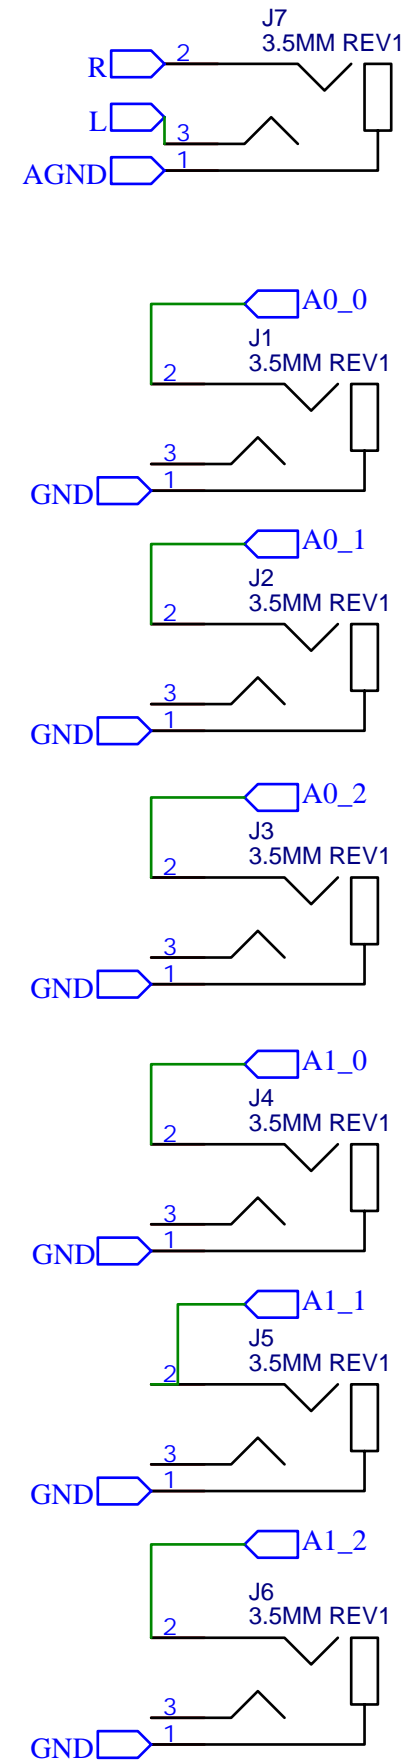 J7
3.5MM REV1
R 2
L
3
AGND 1
A0_0
J1
3.5MM REV1
2
3
GND 1
A0_1
J2
3.5MM REV1
2
3
GND 1
A0_2
J3
3.5MM REV1
2
3
GND 1
A1_0
J4
3.5MM REV1
2
3
GND 1
A1_1
J5
3.5MM REV1
2
3
GND 1
A1_2
J6
3.5MM REV1
2
3
GND 1